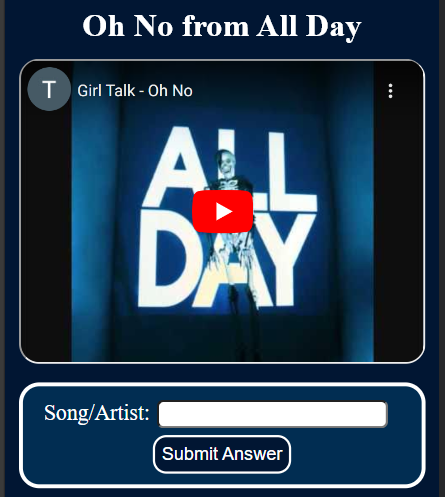 Oh No from All Day
T
Girl Talk - Oh No
ALL
DAY
Song/Artist:
Submit Answer